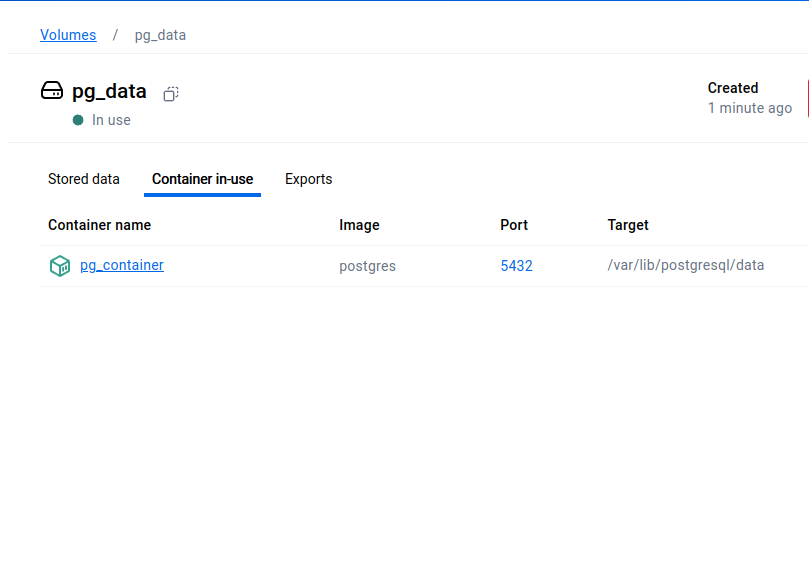 Volumes / pg_data
pg_data
In use
Created
1 minute ago
Stored data Container in-use Exports
Container name Image Port Target
pg_container postgres 5432 /var/lib/postgresql/data